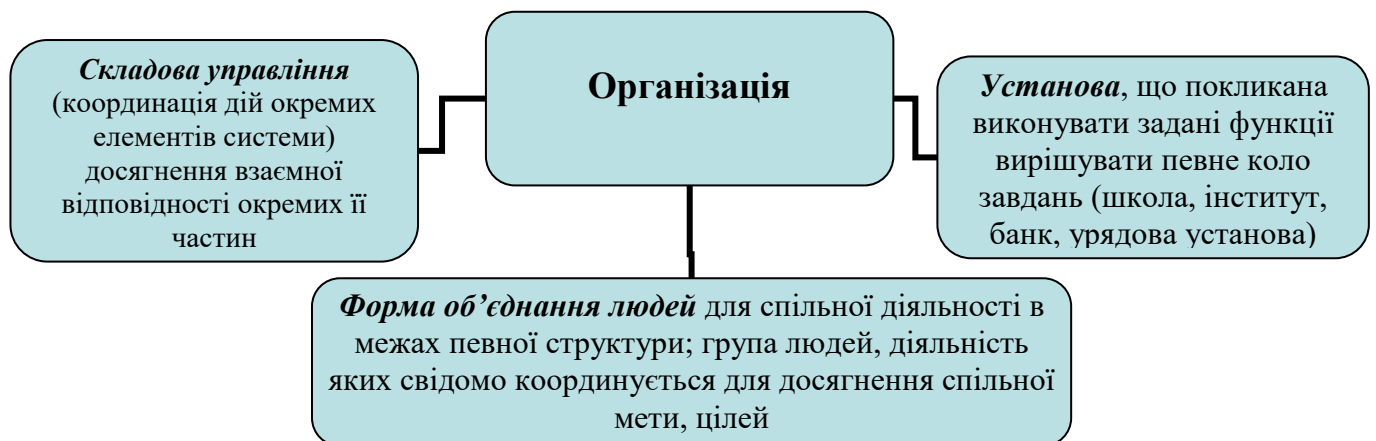 Організація
Складова управління
(координація дій окремих
елементів системи)
досягнення взаємної
відповідності окремих її
частин
Установа, що покликана
виконувати задані функції
вирішувати певне коло
завдань (школа, інститут,
банк, урядова установа)
Форма об’єднання людей для спільної діяльності в
межах певної структури; група людей, діяльність
яких свідомо координується для досягнення спільної
мети, цілей